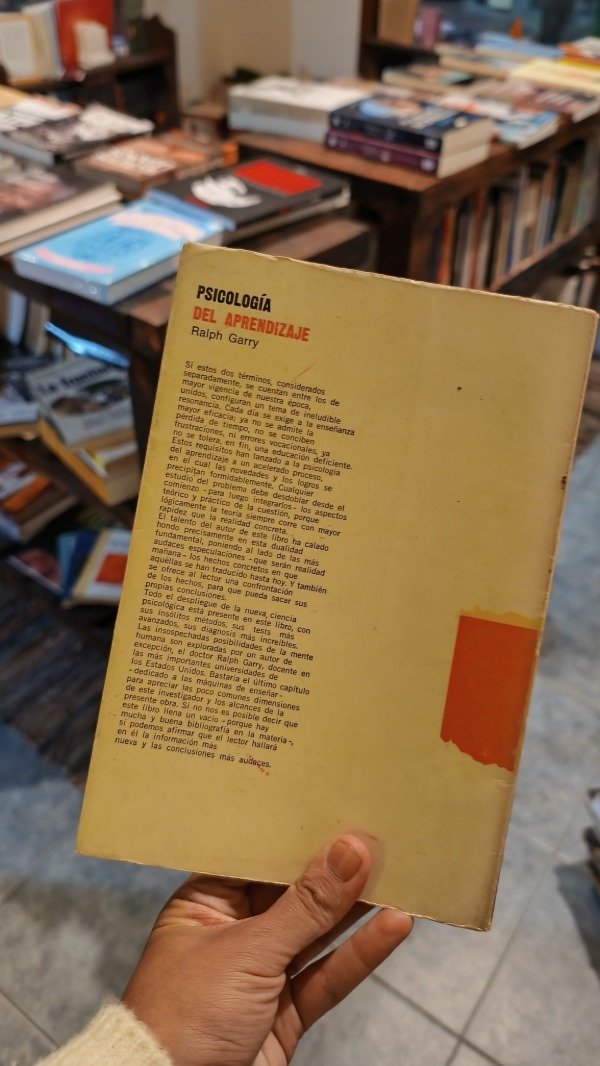 PSICOLOGÍA
DEL APRENDIZAJE
Ralph Garry
Si estos dos términos, considerados
separadamente, se cuentan entre los de
mayor vigencia de nuestra época,
unidos, configuran un tema de ineludible
resonancia. Cada día se exige a la enseñanza
mayor eficacia: ya no se admite la
pérdida de tiempo, no se conciben
frustraciones, ni errores vocacionales, ya
no se tolera, en fin, una educación deficiente.
Estos requisitos han lanzado a la psicología
del aprendizaje a un acelerado proceso,
en el cual las novedades y los logros se
precipitan formidablemente. Cualquier
estudio del problema debe desdoblar desde el
comienzo -para luego integrarlos- los aspectos
teórico y práctico de la cuestión, porque
lógicamente la teoría siempre corre con mayor
rapidez que la realidad concreta.
El talento del autor de este libro ha calado
hondo precisamente en esta dualidad
fundamental, poniendo al lado de las más
audaces especulaciones -que serán realidad
mañana- los hechos concretos en que
aquéllas se han traducido hasta hoy. Y también
se ofrece al lector una confrontación
de los hechos, para que pueda sacar sus
propias conclusiones.
Todo el despliegue de la nueva ciencia
psicológica está presente en este libro, con
sus insólitos métodos, sus tests más
avanzados, sus diagnosis más increíbles.
Las insospechadas posibilidades de la mente
humana son exploradas por un autor de
excepción, el doctor Ralph Garry, docente en
las más importantes universidades de
los Estados Unidos. Bastaría el último capítulo
-dedicado a las máquinas de enseñar-
para apreciar las poco comunes dimensiones
de este investigador y los alcances de la
presente obra. Si no nos es posible decir que
este libro llena un vacío -porque hay
mucha y buena bibliografía en la materia-,
sí podemos afirmar que el lector hallará
en él la información más
nueva y las conclusiones más audaces.